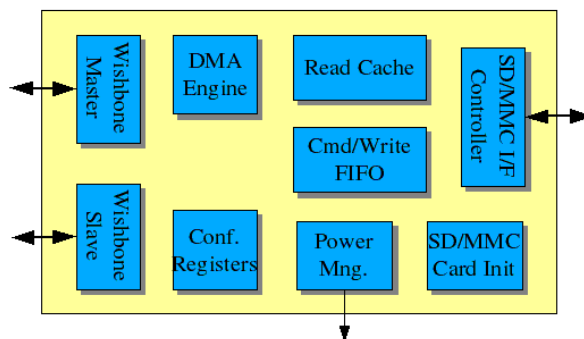 Wishbone
Master
DMA
Engine
Read Cache
SD/MMC I/F
Controller
Cmd/Write
FIFO
Wishbone
Slave
Conf.
Registers
Power
Mng.
SD/MMC
Card Init